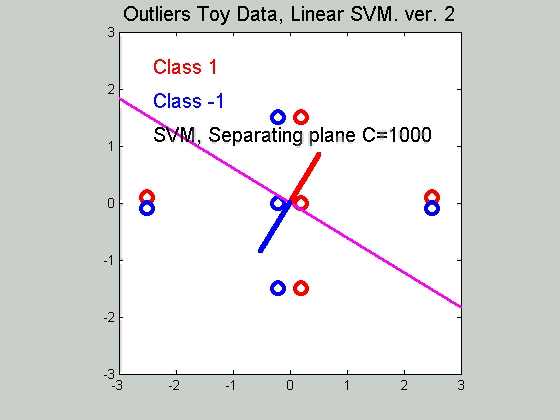 Outliers Toy Data, Linear SVM. ver. 2
Class 1
Class -1
SVM, Separating plane C=1000
3
2
1
0
-1
-2
-3
-3 -2 -1 0 1 2 3